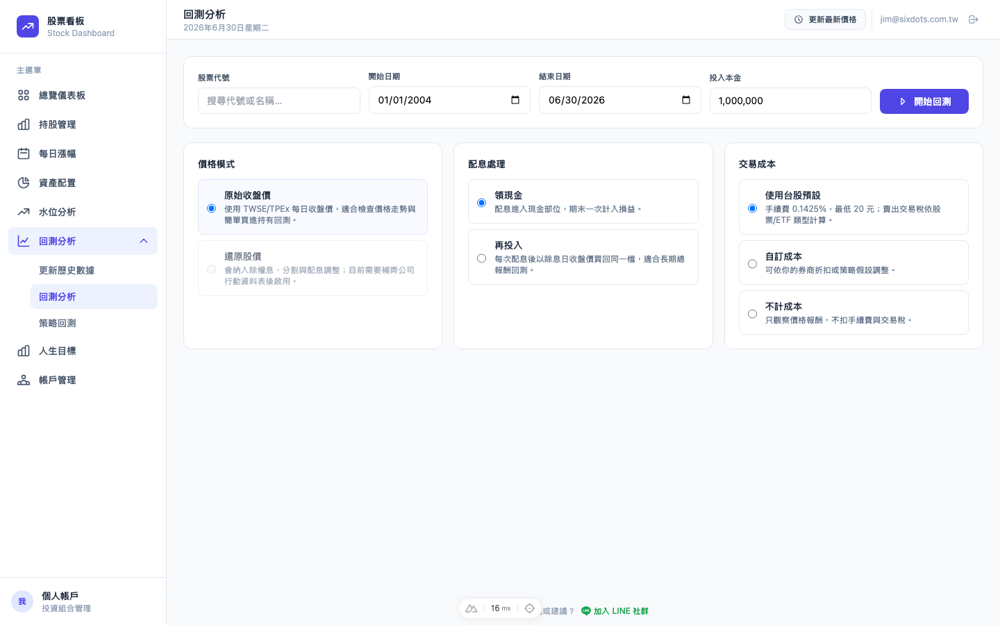 股票看板
Stock Dashboard
主選單
總覽儀表板
持股管理
每日漲幅
資產配置
水位分析
回測分析
更新歷史數據
回測分析
策略回測
人生目標
帳戶管理
我
個人帳戶
投資組合管理
回測分析
2026年6月30日星期二
更新最新價格
jim@sixdots.com.tw
股票代號
搜尋代號或名稱...
開始日期
01/01/2004
結束日期
06/30/2026
投入本金
1,000,000
開始回測
價格模式
原始收盤價
使用 TWSE/TPEx 每日收盤價，適合檢查價格走勢與
簡單買進持有回測。
還原股價
會納入除權息、分割與配息調整；目前需要補齊公司
行動資料表後啟用。
配息處理
領現金
配息進入現金部位，期末一次計入損益。
再投入
每次配息後以除息日收盤價買回同一檔，適合長期總
報酬回測。
交易成本
使用台股預設
手續費 0.1425%，最低 20 元；賣出交易稅依股
票/ETF 類型計算。
自訂成本
可依你的券商折扣或策略假設調整。
不計成本
只觀察價格報酬，不扣手續費與交易稅。
16 ms
或建議？
LINE
加入 LINE 社群